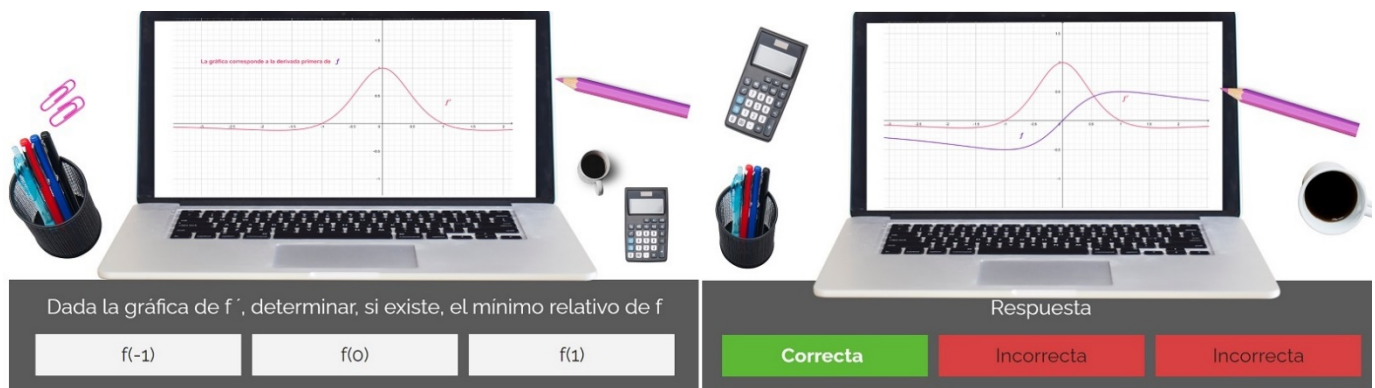 La gráfica corresponde a la derivada primera de f
f'
Dada la gráfica de f ´, determinar, si existe, el mínimo relativo de f
f(-1)
f(0)
f(1)
f'
f
Respuesta
Correcta
Incorrecta
Incorrecta